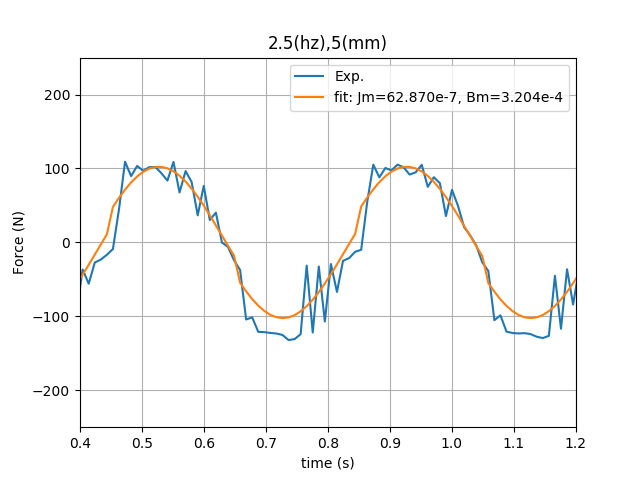 2.5(hz),5(mm)
Exp.
fit: Jm=62.870e-7, Bm=3.204e-4
Force (N)
200
100
0
−100
−200
0.4 0.5 0.6 0.7 0.8 0.9 1.0 1.1 1.2
time (s)